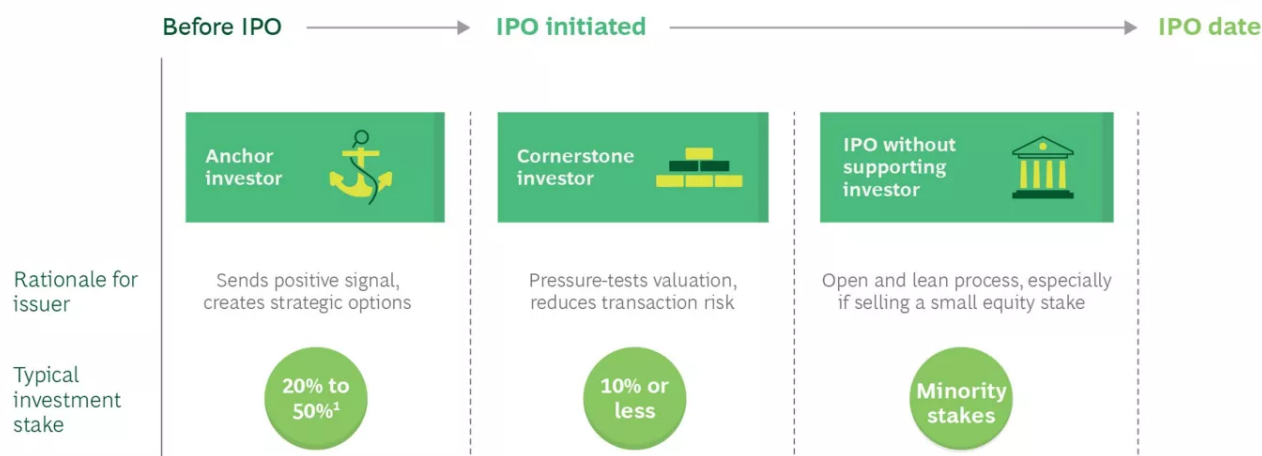 Before IPO
IPO initiated
IPO date
Anchor
investor
Cornerstone
investor
IPO without
supporting
investor
Rationale for
issuer
Sends positive signal,
creates strategic options
Pressure-tests valuation,
reduces transaction risk
Open and lean process, especially
if selling a small equity stake
Typical
investment
stake
20% to
50%¹
10% or
less
Minority
stakes